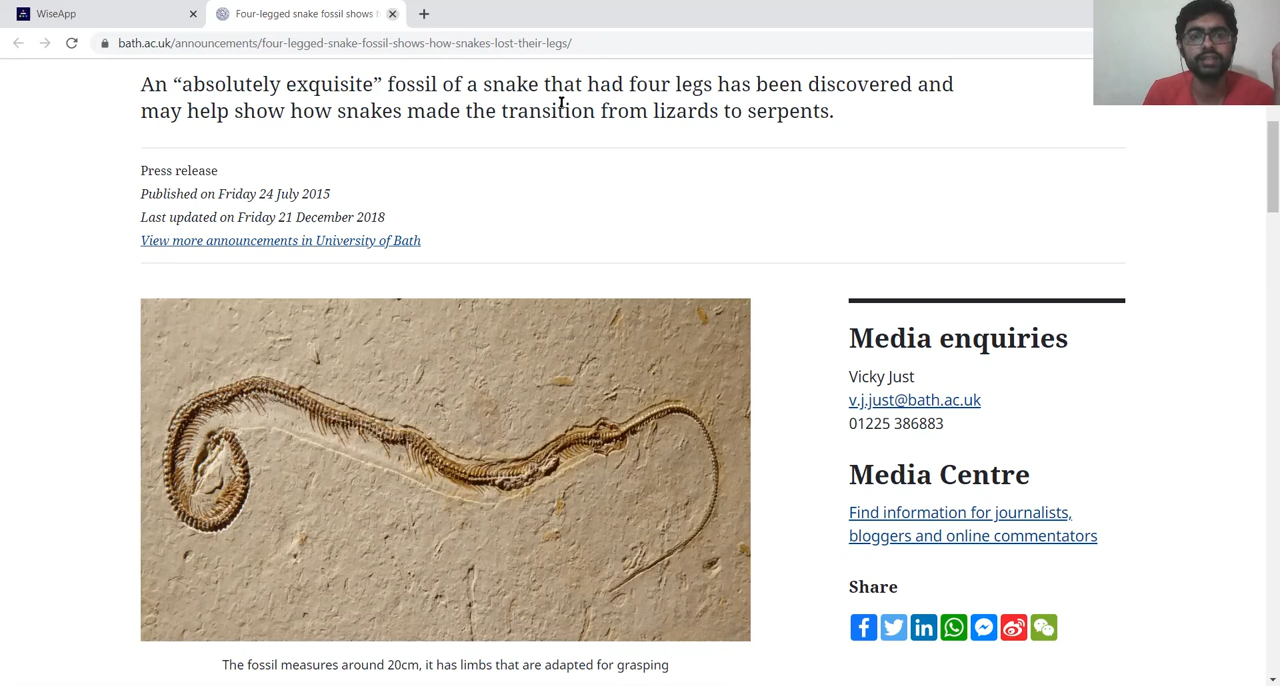 WiseApp
Four-legged snake fossil shows
bath.ac.uk/announcements/four-legged-snake-fossil-shows-how-snakes-lost-their-legs/
An “absolutely exquisite” fossil of a snake that had four legs has been discovered and
may help show how snakes made the transition from lizards to serpents.
Press release
Published on Friday 24 July 2015
Last updated on Friday 21 December 2018
View more announcements in University of Bath
Media enquiries
Vicky Just
v.j.just@bath.ac.uk
01225 386883
Media Centre
Find information for journalists,
bloggers and online commentators
Share
The fossil measures around 20cm, it has limbs that are adapted for grasping